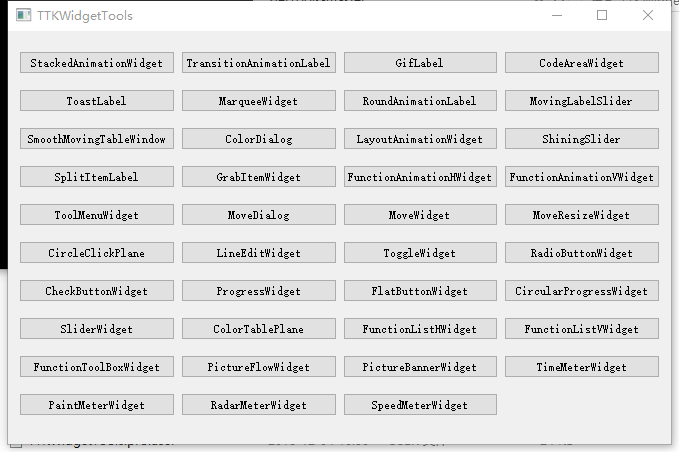 TTKWidgetTools
StackedAnimationWidget TransitionAnimationLabel GifLabel CodeAreaWidget
ToastLabel MarqueeWidget RoundAnimationLabel MovingLabelSlider
SmoothMovingTableWindow ColorDialog LayoutAnimationWidget ShiningSlider
SplitItemLabel GrabItemWidget FunctionAnimationHWidget FunctionAnimationVWidget
ToolMenuWidget MoveDialog MoveWidget MoveResizeWidget
CircleClickPlane LineEditWidget ToggleWidget RadioButtonWidget
CheckButtonWidget ProgressWidget FlatButtonWidget CircularProgressWidget
SliderWidget ColorTablePlane FunctionListHWidget FunctionListVWidget
FunctionToolBoxWidget PictureFlowWidget PictureBannerWidget TimeMeterWidget
PaintMeterWidget RadarMeterWidget SpeedMeterWidget